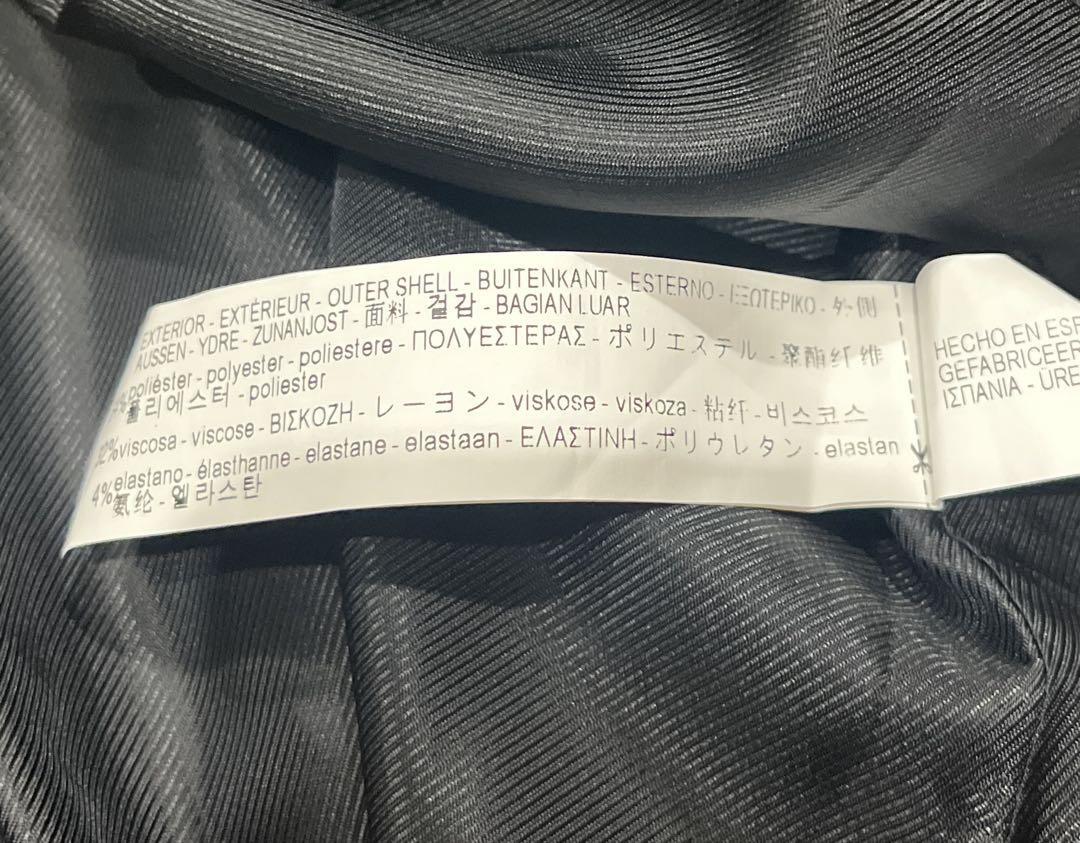 EXTERIOR - EXTÉRIEUR - OUTER SHELL - BUITENKANT - ESTERNO - ΕΞΩΤΕΡΙΚΟ - 外側
AUSSEN - YDRE - ZUNANJOST - 面料 - 겉감 - BAGIAN LUAR
%poliéster - polyester - poliestere - ΠΟΛΥΕΣΤΕΡΑΣ - ポリエステル - 聚酯纤维
폴리에스터 - poliester
2%viscosa - viscose - ΒΙΣΚΟΖΗ - レーヨン - viskose - viskoza - 粘纤 - 비스코스
4%elastano - élasthanne - elastane - elastaan - ΕΛΑΣΤΙΝΗ - ポリウレタン - elastan
氨纶 - 엘라스탄
HECHO EN ESP
GEFABRICEER
ΙΣΠΑΝΙΑ - ÜRE